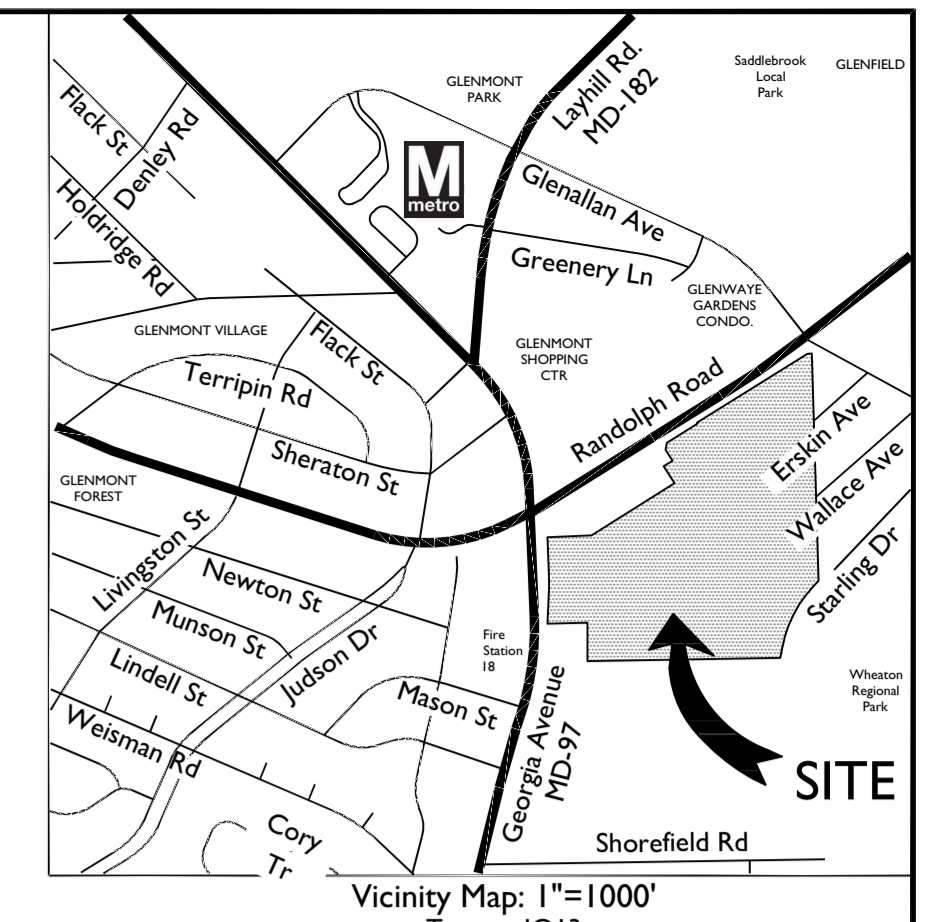 Flack St
Denley Rd
Holdridge Rd
GLENMONT
PARK
Layhill Rd.
MD-182
Saddlebrook
Local
Park
GLENFIELD
M
metro
Glenallan Ave
Greenery Ln
GLENWAYE
GARDENS
CONDO.
GLENMONT VILLAGE
Flack St
GLENMONT
SHOPPING
CTR
Terripin Rd
Randolph Road
Sheraton St
Erskin Ave
Wallace Ave
Starling Dr
GLENMONT
FOREST
Livingston St
Newton St
Munson St
Judson Dr
Lindell St
Mason St
Weisman Rd
Fire
Station
18
Georgia Avenue
MD-97
Wheaton
Regional
Park
SITE
Cory
Tr
Shorefield Rd
Vicinity Map: 1"=1000'